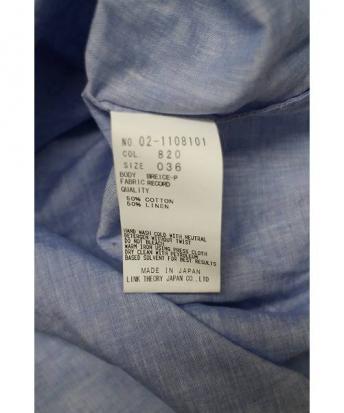 NO. 02-1108101
COL. 820
SIZE 036
BODY BREICE-P
FABRIC RECORD
QUALITY
50% COTTON
50% LINEN
HAND WASH COLD WITH NEUTRAL
DETERGEN WITHOUT TWIST
DO NOT BLEACH
WARM IRON USING PRESS CLOTH
DRY CLEAN WITH PETROLEUM
BASED SOLVENT FOR BEST RESULTS
MADE IN JAPAN
LINK THEORY JAPAN CO.,LTD